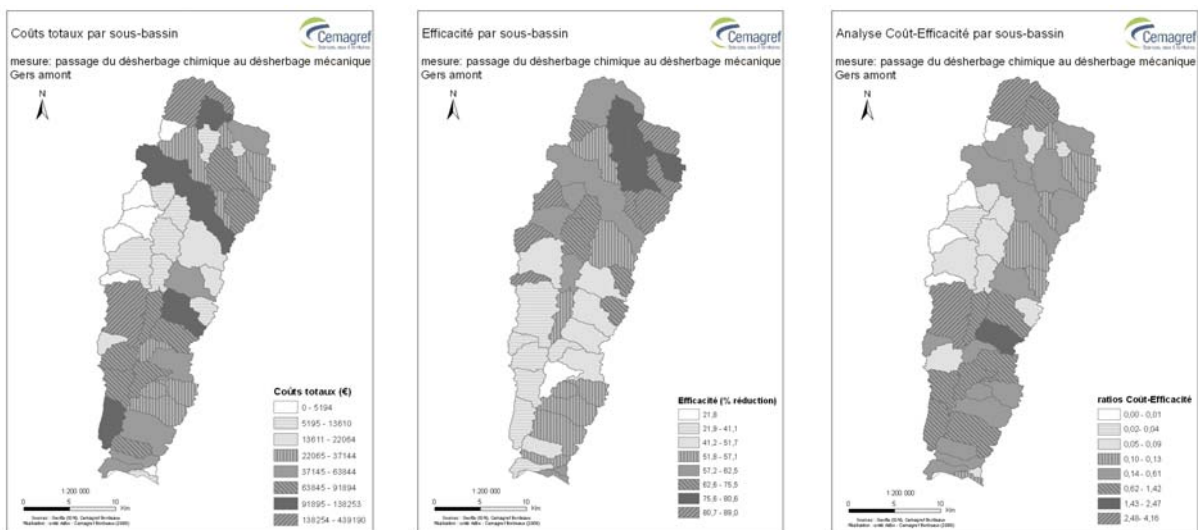 Coûts totaux par sous-bassin
Cemagref
mesure: passage du désherbage chimique au désherbage mécanique
Gers amont
N
Coûts totaux (€)
0 - 5194
5195 - 13610
13611 - 22064
22065 - 37144
37145 - 63844
63845 - 91894
91895 - 138253
138254 - 439190
1:200 000
0 5 10
Km
Efficacité par sous-bassin
Cemagref
mesure: passage du désherbage chimique au désherbage mécanique
Gers amont
N
Efficacité (% réduction)
21,8
21,9 - 41,1
41,2 - 51,7
51,8 - 57,1
57,2 - 62,5
62,6 - 75,5
75,6 - 80,6
80,7 - 89,0
1:200 000
0 5 10
Km
Analyse Coût-Efficacité par sous-bassin
Cemagref
mesure: passage du désherbage chimique au désherbage mécanique
Gers amont
N
ratios Coût-Efficacité
0,00 - 0,01
0,02- 0,04
0,05 - 0,09
0,10 - 0,13
0,14 - 0,61
0,62 - 1,42
1,43 - 2,47
2,48- 4,16
1:200 000
0 5 10
Km